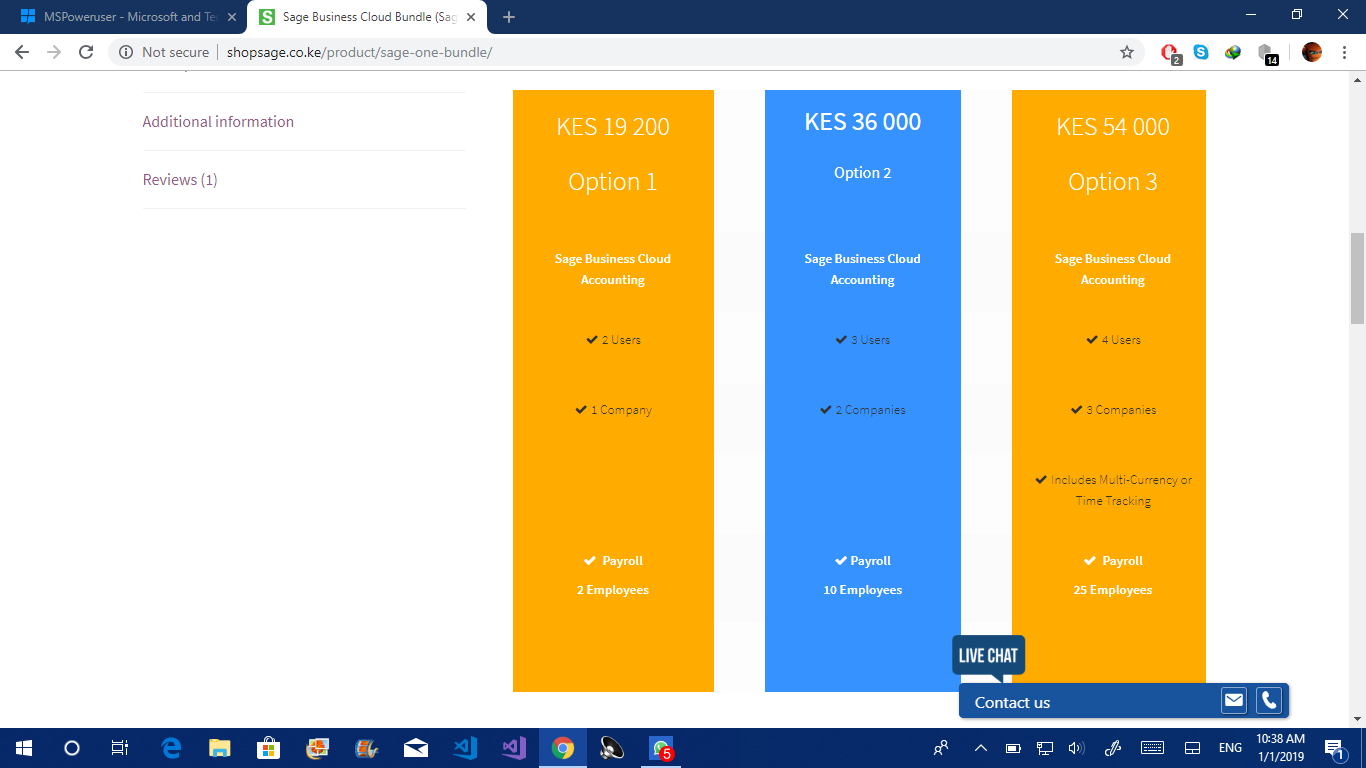 MSPoweruser - Microsoft and Te
Sage Business Cloud Bundle (Sag
Not secure
shopsage.co.ke/product/sage-one-bundle/
2
14
Additional information
Reviews (1)
KES 19 200
Option 1
Sage Business Cloud
Accounting
2 Users
1 Company
Payroll
2 Employees
KES 36 000
Option 2
Sage Business Cloud
Accounting
3 Users
2 Companies
Payroll
10 Employees
KES 54 000
Option 3
Sage Business Cloud
Accounting
4 Users
3 Companies
Includes Multi-Currency or
Time Tracking
Payroll
25 Employees
LIVE CHAT
Contact us
5
ENG
10:38 AM
1/1/2019
1